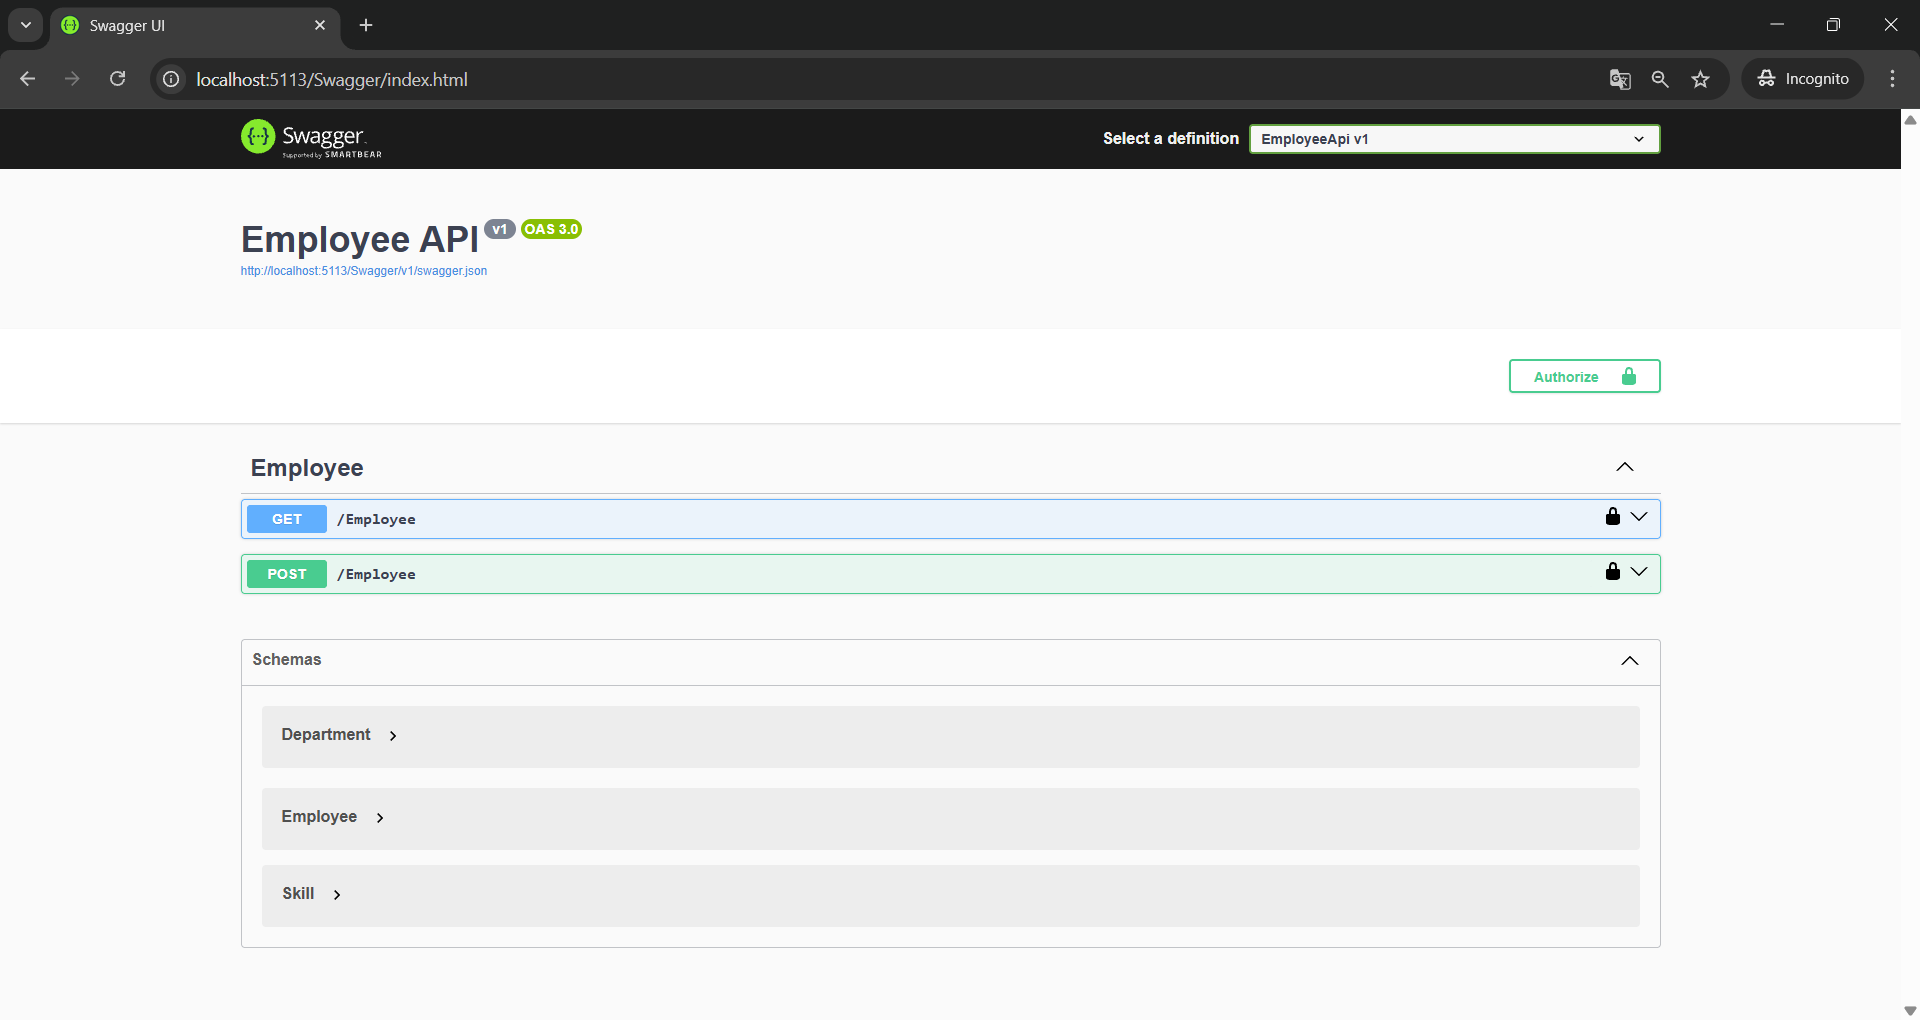 Swagger UI
localhost:5113/Swagger/index.html
Incognito
Swagger
Supported by SMARTBEAR
Select a definition
EmployeeApi v1
Employee API v1 OAS 3.0
http://localhost:5113/Swagger/v1/swagger.json
Authorize
Employee
GET /Employee
POST /Employee
Schemas
Department
Employee
Skill